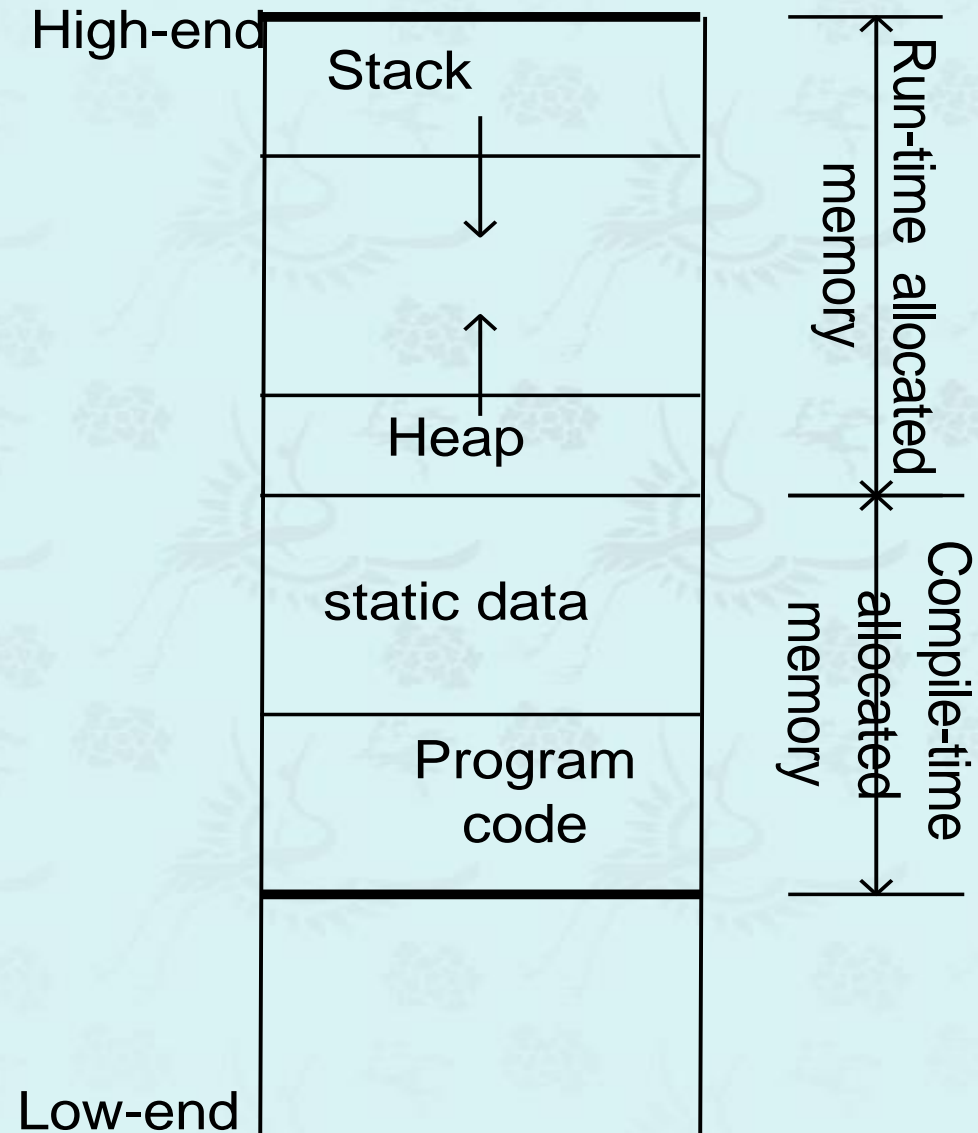 High-end
Stack
Run-time allocated
memory
Heap
static data
Compile-time
allocated
memory
Program
code
Low-end